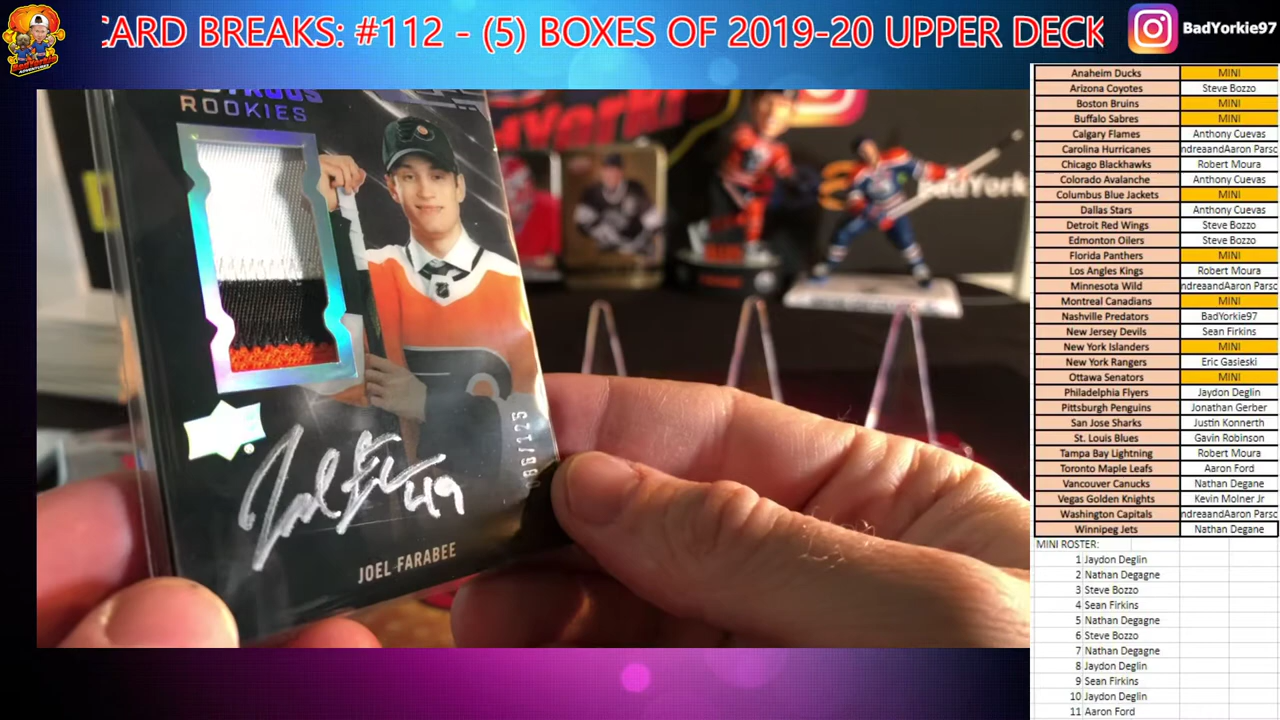 CARD BREAKS: #112 - (5) BOXES OF 2019-20 UPPER DECK
BadYorkie97
ROOKIES
49
086/125
JOEL FARABEE
BadYork
Anaheim Ducks MINI
Arizona Coyotes Steve Bozzo
Boston Bruins MINI
Buffalo Sabres MINI
Calgary Flames Anthony Cuevas
Carolina Hurricanes ndreaandAaron Parso
Chicago Blackhawks Robert Moura
Colorado Avalanche Anthony Cuevas
Columbus Blue Jackets MINI
Dallas Stars Anthony Cuevas
Detroit Red Wings Steve Bozzo
Edmonton Oilers Steve Bozzo
Florida Panthers MINI
Los Angeles Kings Robert Moura
Minnesota Wild ndreaandAaron Parso
Montreal Canadians MINI
Nashville Predators BadYorkie97
New Jersey Devils Sean Firkins
New York Islanders MINI
New York Rangers Eric Gasieski
Ottawa Senators MINI
Philadelphia Flyers Jaydon Deglin
Pittsburgh Penguins Jonathan Gerber
San Jose Sharks Justin Konnerth
St. Louis Blues Gavin Robinson
Tampa Bay Lightning Robert Moura
Toronto Maple Leafs Aaron Ford
Vancouver Canucks Nathan Degane
Vegas Golden Knights Kevin Molner Jr
Washington Capitals ndreaandAaron Parso
Winnipeg Jets Nathan Degane
MINI ROSTER:
1 Jaydon Deglin
2 Nathan Degagne
3 Steve Bozzo
4 Sean Firkins
5 Nathan Degagne
6 Steve Bozzo
7 Nathan Degagne
8 Jaydon Deglin
9 Sean Firkins
10 Jaydon Deglin
11 Aaron Ford